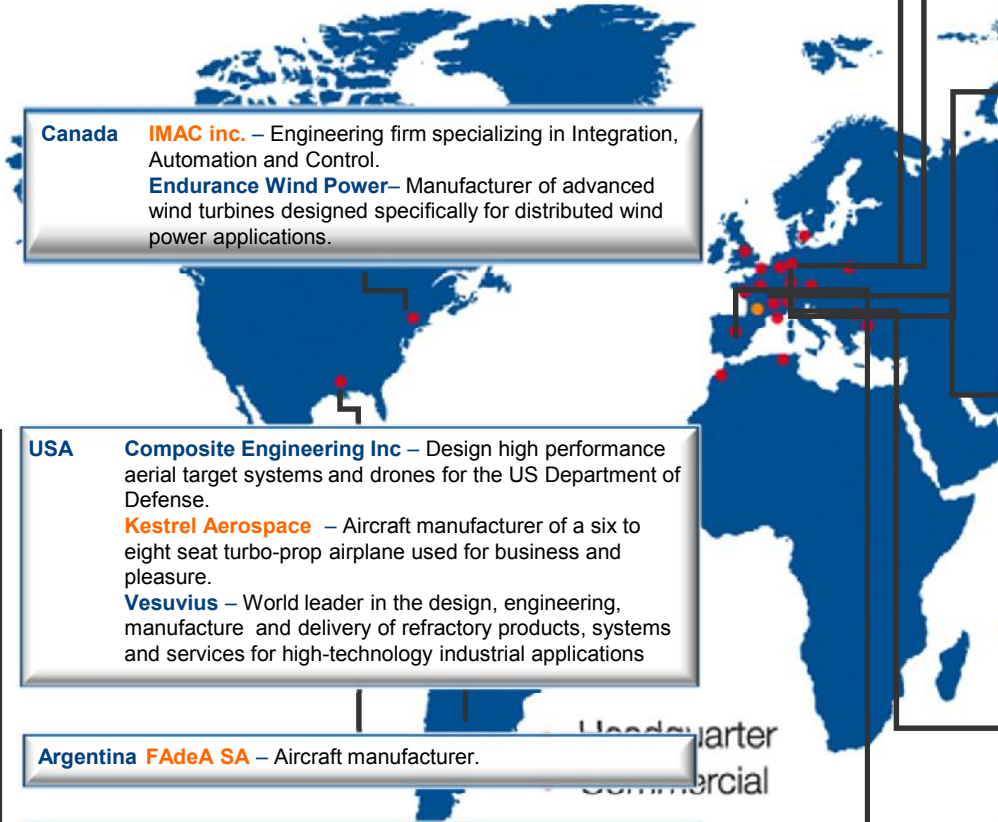 Canada IMAC inc. – Engineering firm specializing in Integration,
Automation and Control.
Endurance Wind Power– Manufacturer of advanced
wind turbines designed specifically for distributed wind
power applications.
USA Composite Engineering Inc – Design high performance
aerial target systems and drones for the US Department of
Defense.
Kestrel Aerospace – Aircraft manufacturer of a six to
eight seat turbo-prop airplane used for business and
pleasure.
Vesuvius – World leader in the design, engineering,
manufacture and delivery of refractory products, systems
and services for high-technology industrial applications
Headquarter
Argentina FAdeA SA – Aircraft manufacturer.
Commercial